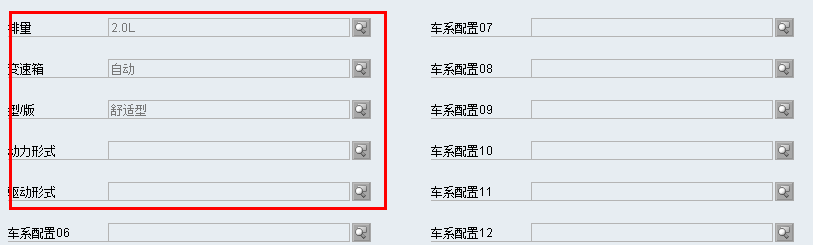 排量 2.0L 车系配置07
变速箱 自动 车系配置08
型/版 舒适型 车系配置09
动力形式 车系配置10
驱动形式 车系配置11
车系配置06 车系配置12